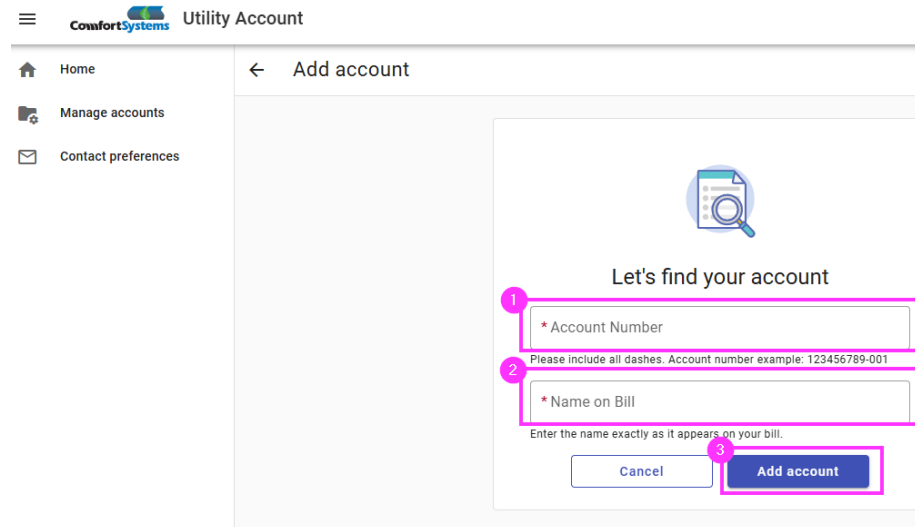 ComfortSystems Utility Account
Home
Manage accounts
Contact preferences
Add account
Let's find your account
1
* Account Number
Please include all dashes. Account number example: 123456789-001
2
* Name on Bill
Enter the name exactly as it appears on your bill.
3
Cancel Add account